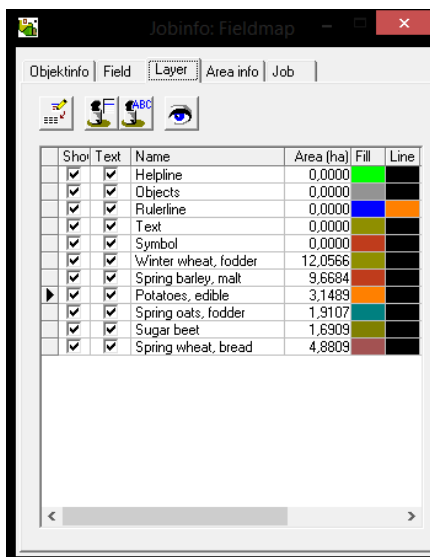 Jobinfo: Fieldmap
Objektinfo Field Layer Area info Job
F ABC
Show Text Name Area (ha) Fill Line
Helpline 0,0000
Objects 0,0000
Rulerline 0,0000
Text 0,0000
Symbol 0,0000
Winter wheat, fodder 12,0566
Spring barley, malt 9,6684
Potatoes, edible 3,1489
Spring oats, fodder 1,9107
Sugar beet 1,6909
Spring wheat, bread 4,8809